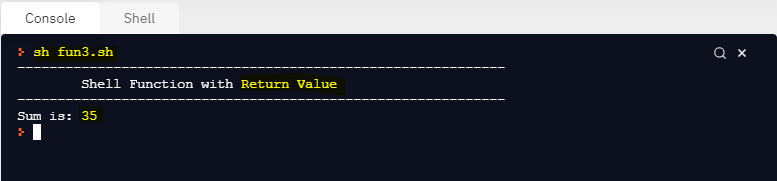 Console Shell
sh fun3.sh
-------------------------------------------------------------
Shell Function with Return Value
-------------------------------------------------------------
Sum is: 35